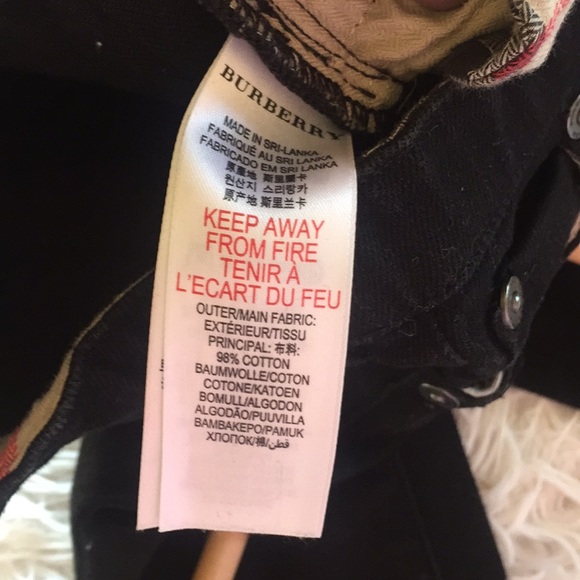 BURBERRY
MADE IN SRI-LANKA
FABRIQUÉ AU SRI LANKA
FABRICADO EM SRI LANKA
原產地 斯里蘭卡
원산지 스리랑카
原产地 斯里兰卡
KEEP AWAY
FROM FIRE
TENIR À
L'ECART DU FEU
OUTER/MAIN FABRIC:
EXTÉRIEUR/TISSU
PRINCIPAL: 布料:
98% COTTON
BAUMWOLLE/COTON
COTONE/KATOEN
BOMULL/ALGODON
ALGODÃO/PUUVILLA
BAMBAKEPO/PAMUK
ХЛОПОК/棉/قطن